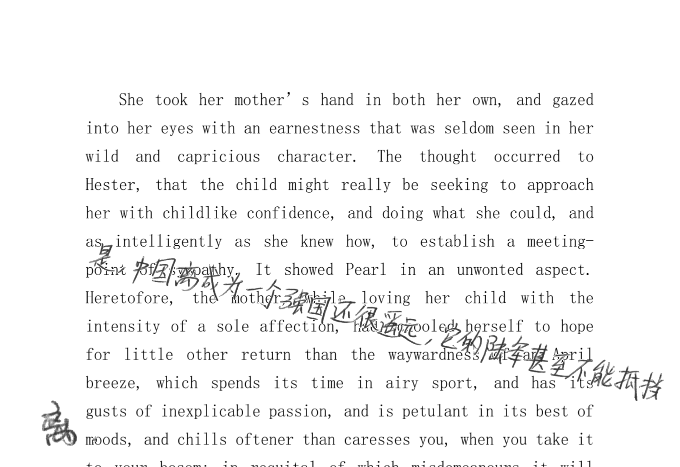 She took her mother's hand in both her own, and gazed
into her eyes with an earnestness that was seldom seen in her
wild and capricious character. The thought occurred to
Hester, that the child might really be seeking to approach
her with childlike confidence, and doing what she could, and
as intelligently as she knew how, to establish a meeting-
point of sympathy. It showed Pearl in an unwonted aspect.
是中国离成为一个强国还很遥远，它的陆军甚至不能抵挡
Heretofore, the mother, while loving her child with the
intensity of a sole affection, had schooled herself to hope
for little other return than the waywardness of an April
breeze, which spends its time in airy sport, and has its
gusts of inexplicable passion, and is petulant in its best of
离
moods, and chills oftener than caresses you, when you take it
to your bosom; in requital of which misdemeanours it will